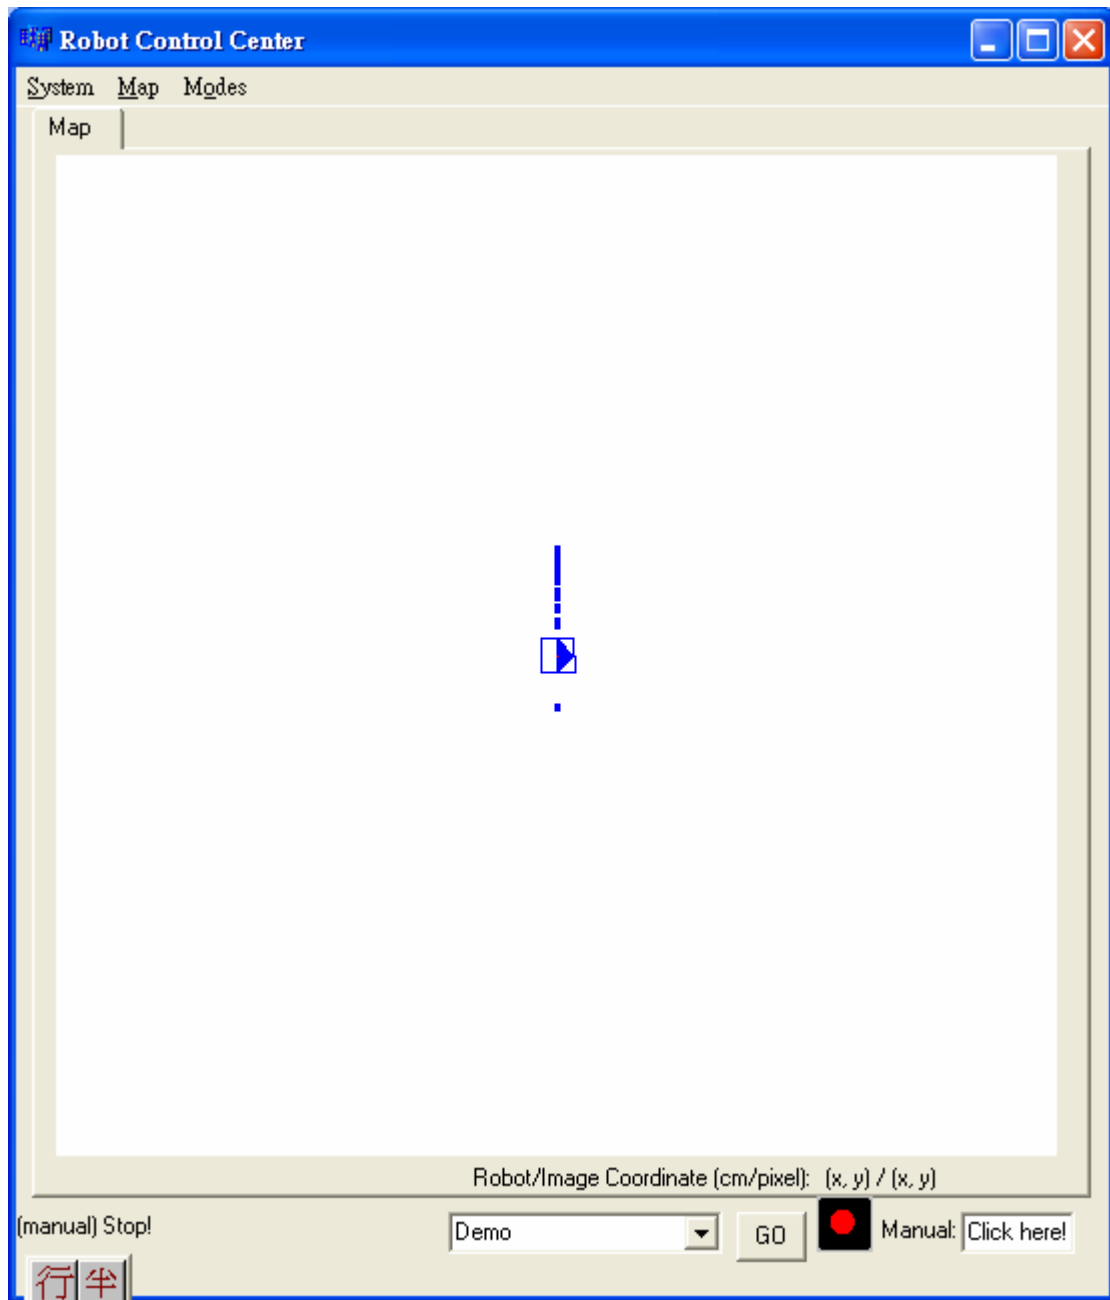 Robot Control Center
System Map Modes
Map
Robot/Image Coordinate (cm/pixel): (x, y) / (x, y)
(manual) Stop!
Demo
GO
Manual: Click here!
行 半